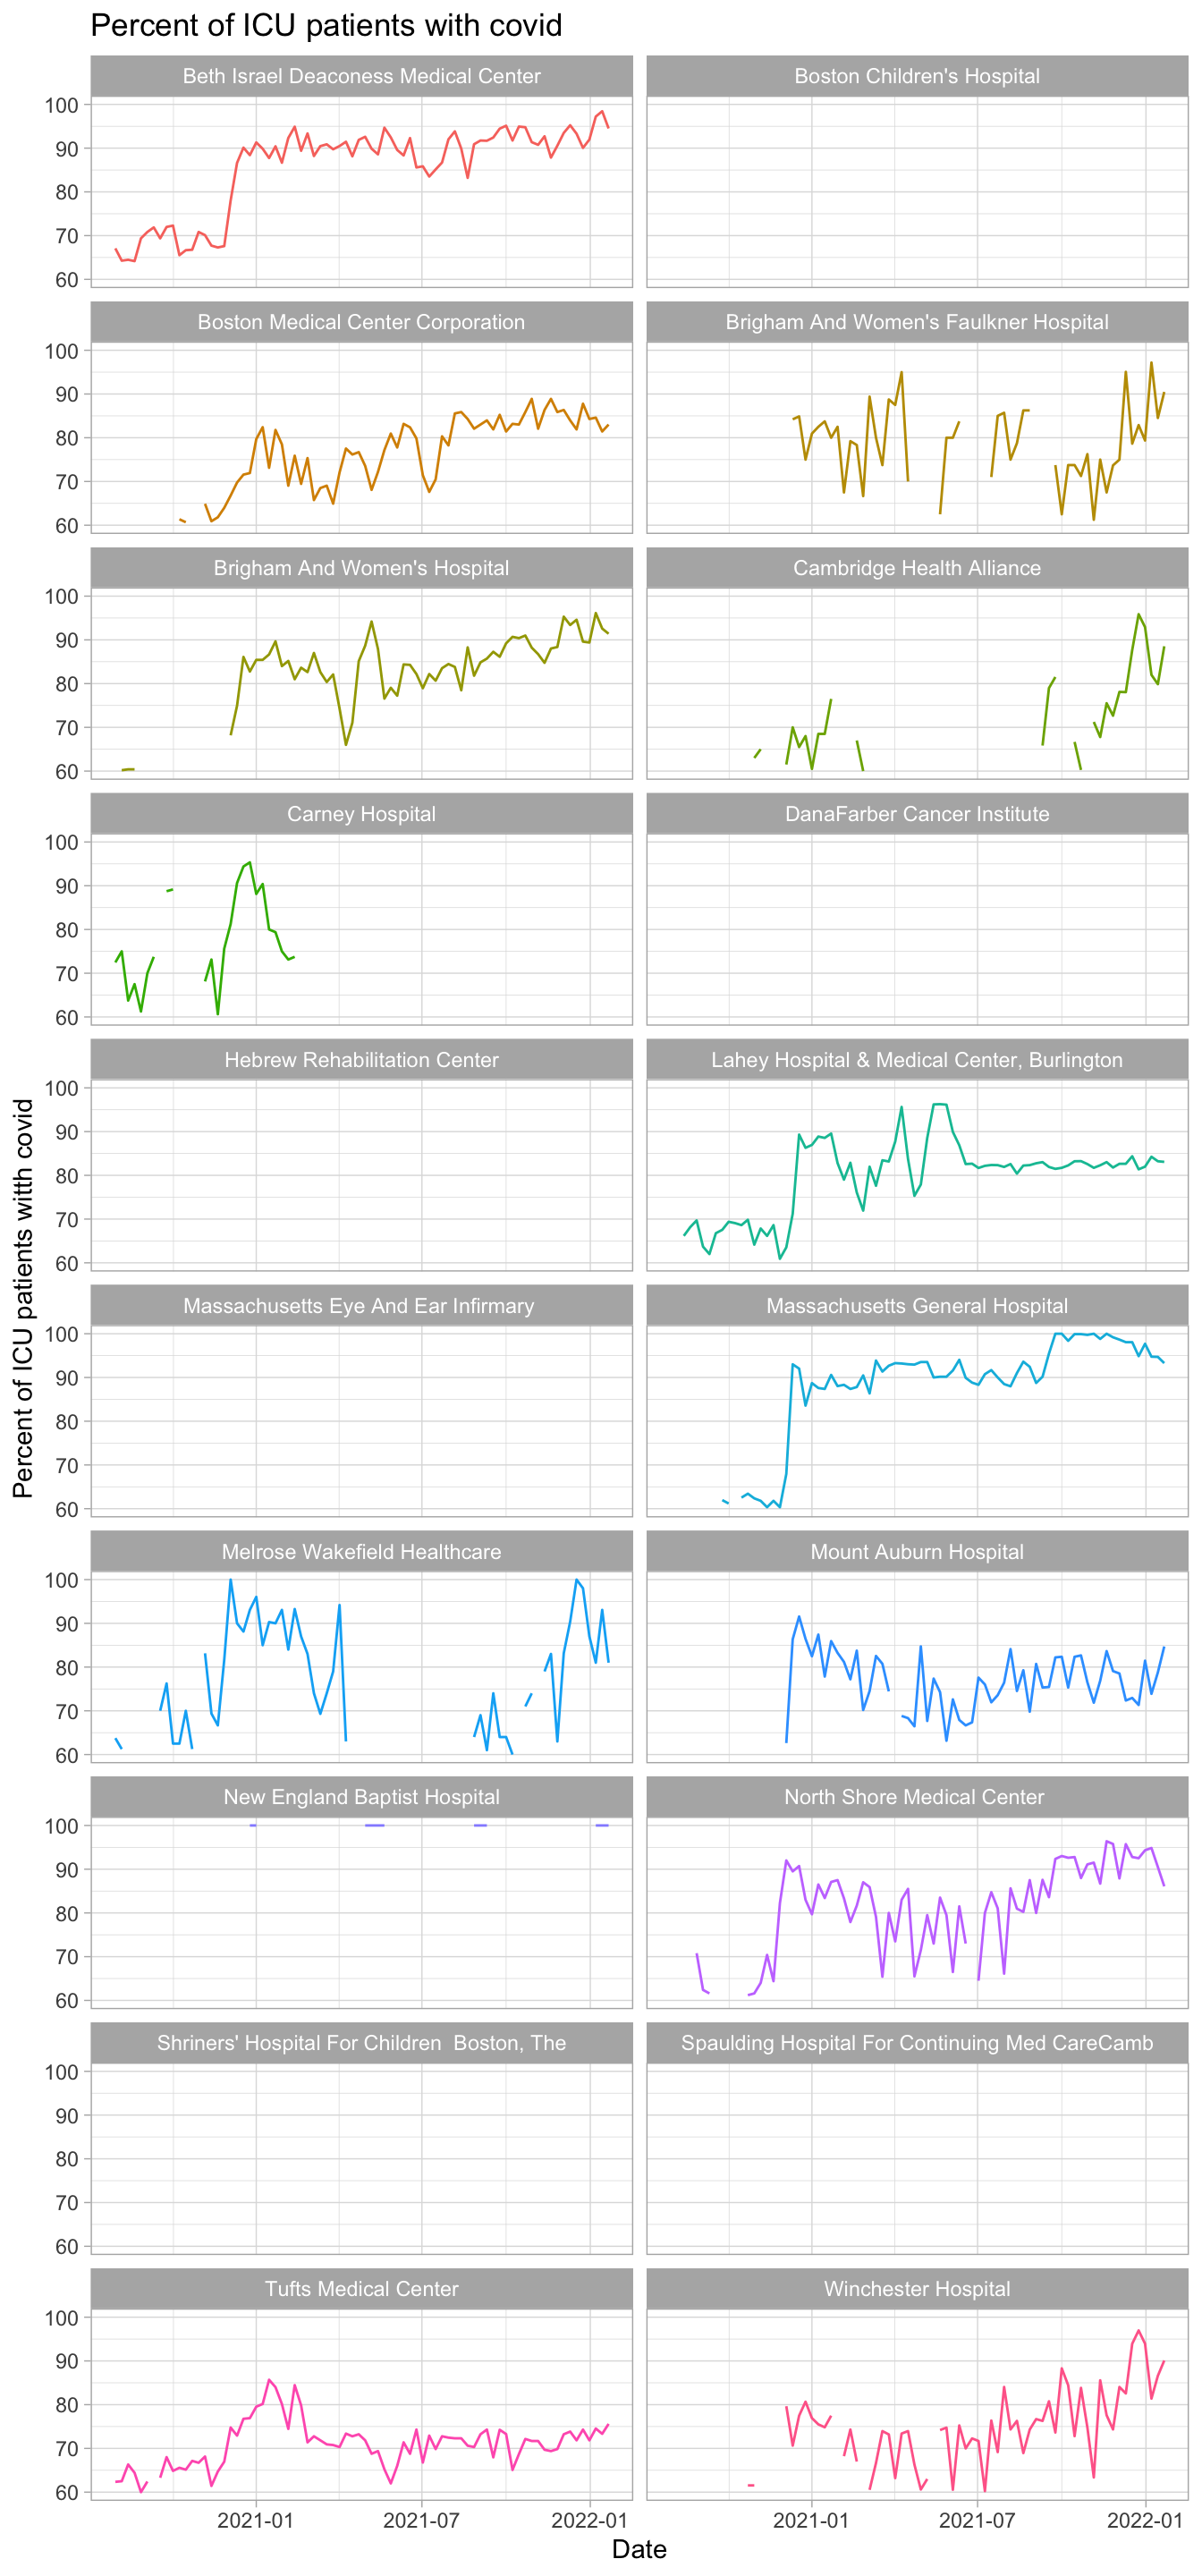 Percent of ICU patients with covid
Beth Israel Deaconess Medical Center
Boston Children's Hospital
100
90
80
70
60
Boston Medical Center Corporation
Brigham And Women's Faulkner Hospital
100
90
80
70
60
Brigham And Women's Hospital
Cambridge Health Alliance
100
90
80
70
60
Carney Hospital
DanaFarber Cancer Institute
100
90
80
70
60
Hebrew Rehabilitation Center
Lahey Hospital & Medical Center, Burlington
100
90
80
70
60
Percent of ICU patients witth covid
Massachusetts Eye And Ear Infirmary
Massachusetts General Hospital
100
90
80
70
60
Melrose Wakefield Healthcare
Mount Auburn Hospital
100
90
80
70
60
New England Baptist Hospital
North Shore Medical Center
100
90
80
70
60
Shriners' Hospital For Children  Boston, The
Spaulding Hospital For Continuing Med CareCamb
100
90
80
70
60
Tufts Medical Center
Winchester Hospital
100
90
80
70
60
2021-01 2021-07 2022-01 2021-01 2021-07 2022-01
Date